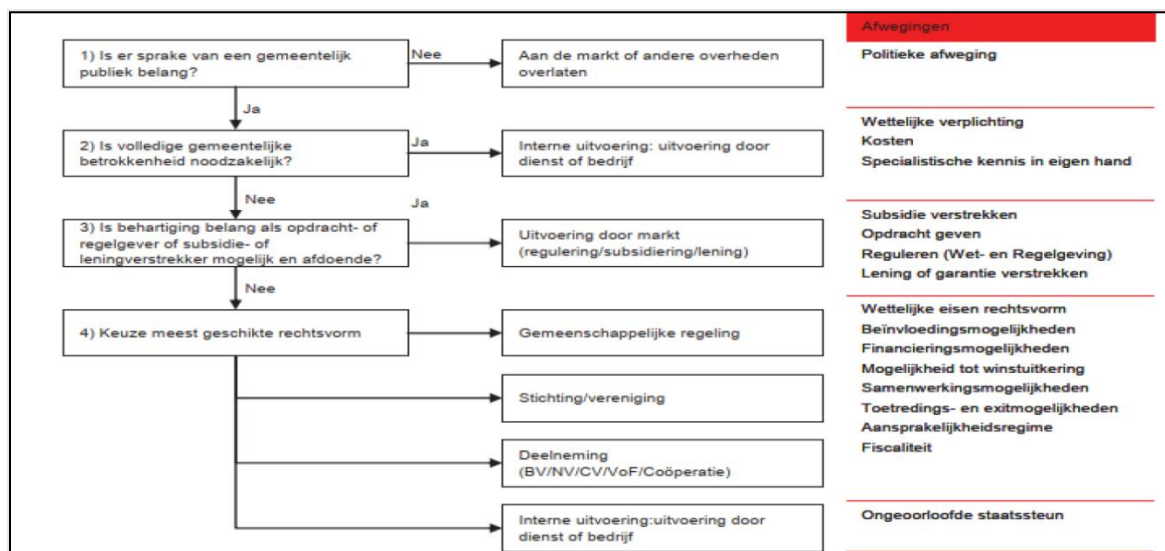 Afwegingen
1) Is er sprake van een gemeentelijk
publiek belang?
Nee
Aan de markt of andere overheden
overlaten
Politieke afweging
Ja
2) Is volledige gemeentelijke
betrokkenheid noodzakelijk?
Ja
Interne uitvoering: uitvoering door
dienst of bedrijf
Wettelijke verplichting
Kosten
Specialistische kennis in eigen hand
Nee
Ja
3) Is behartiging belang als opdracht- of
regelgever of subsidie- of
leningverstrekker mogelijk en afdoende?
Uitvoering door markt
(regulering/subsidiering/lening)
Subsidie verstrekken
Opdracht geven
Reguleren (Wet- en Regelgeving)
Lening of garantie verstrekken
Nee
4) Keuze meest geschikte rechtsvorm
Gemeenschappelijke regeling
Stichting/vereniging
Deelneming
(BV/NV/CV/VoF/Coöperatie)
Interne uitvoering:uitvoering door
dienst of bedrijf
Wettelijke eisen rechtsvorm
Beïnvloedingsmogelijkheden
Financieringsmogelijkheden
Mogelijkheid tot winstuitkering
Samenwerkingsmogelijkheden
Toetredings- en exitmogelijkheden
Aansprakelijkheidsregime
Fiscaliteit
Ongeoorloofde staatssteun